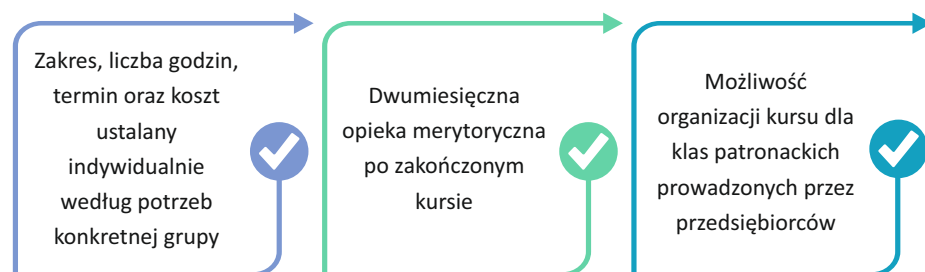 Zakres, liczba godzin,
termin oraz koszt
ustalany
indywidualnie
według potrzeb
konkretnej grupy
Dwumiesięczna
opieka merytoryczna
po zakończonym
kursie
Możliwość
organizacji kursu dla
klas patronackich
prowadzonych przez
przedsiębiorców